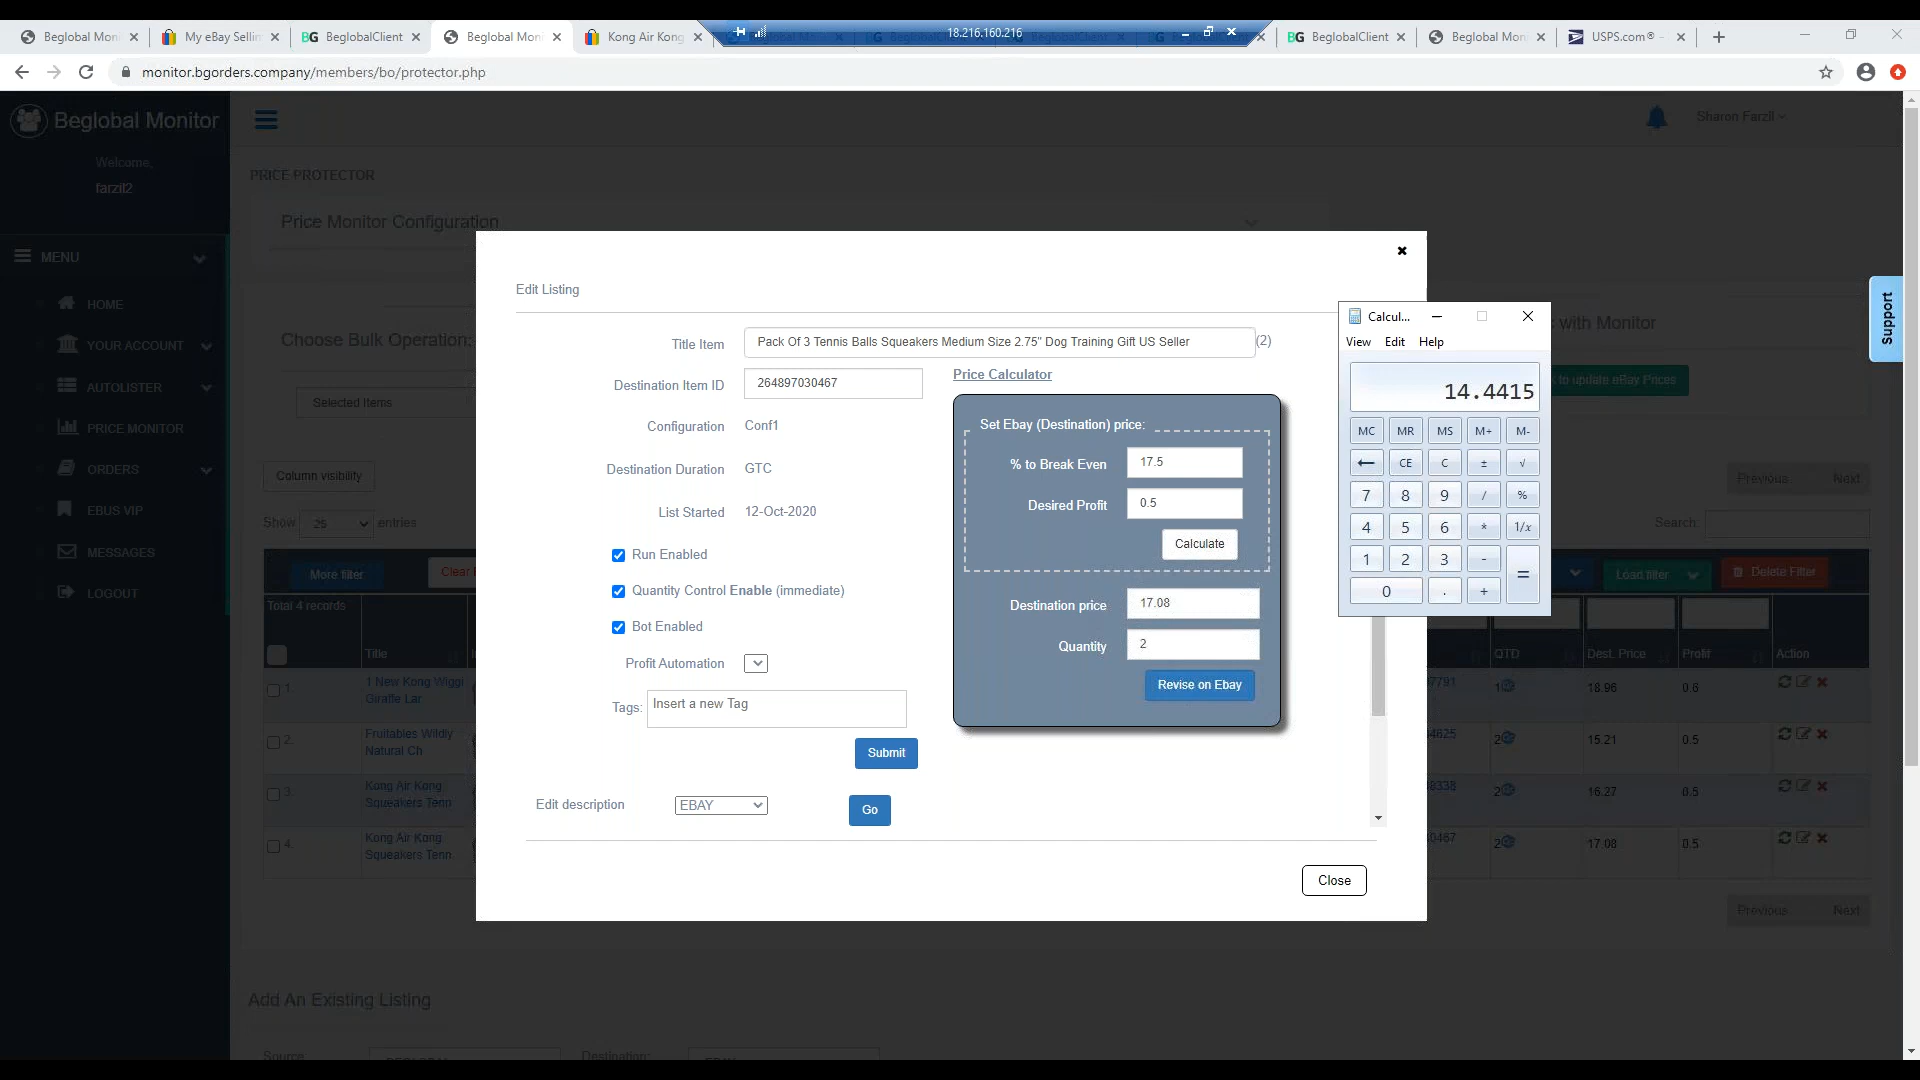 Beglobal Mon
My eBay Sellin
BG BeglobalClient
Beglobal Mon
Kong Air Kong
18.216.160.216
BG BeglobalClient
Beglobal Mon
USPS.com® -
monitor.bgorders.company/members/bo/protector.php
Beglobal Monitor
Sharon Farzil
Welcome,
farzil2
PRICE PROTECTOR
Price Monitor Configuration
MENU
HOME
YOUR ACCOUNT
AUTOLISTER
PRICE MONITOR
ORDERS
EBUS VIP
MESSAGES
LOGOUT
Choose Bulk Operation:
with Monitor
Selected Items
to update eBay Prices
Column visibility
Previous Next
Show 25 entries
Search:
More filter
Clear
Load filter
Delete Filter
Total 4 records
Title
QTD
Dest. Price
Profit
Action
1. 1 New Kong Wiggi
Giraffe Lar
18.96
0.6
2. Fruitables Wildly
Natural Ch
2
15.21
0.5
3. Kong Air Kong
Squeakers Tenn
2
16.27
0.5
4. Kong Air Kong
Squeakers Tenn
2
17.08
0.5
Previous Next
Add An Existing Listing
Source
Destination:
Edit Listing
Title Item
Pack Of 3 Tennis Balls Squeakers Medium Size 2.75" Dog Training Gift US Seller
(2)
Destination Item ID
264897030467
Configuration
Conf1
Destination Duration
GTC
List Started
12-Oct-2020
Run Enabled
Quantity Control Enable (immediate)
Bot Enabled
Profit Automation
Tags:
Insert a new Tag
Submit
Edit description
EBAY
Go
Price Calculator
Set Ebay (Destination) price:
% to Break Even
17.5
Desired Profit
0.5
Calculate
Destination price
17.08
Quantity
2
Revise on Ebay
Close
Calcul...
View Edit Help
14.4415
MC MR MS M+ M-
← CE C ± √
7 8 9 / %
4 5 6 * 1/x
1 2 3 - =
0 . +
Support